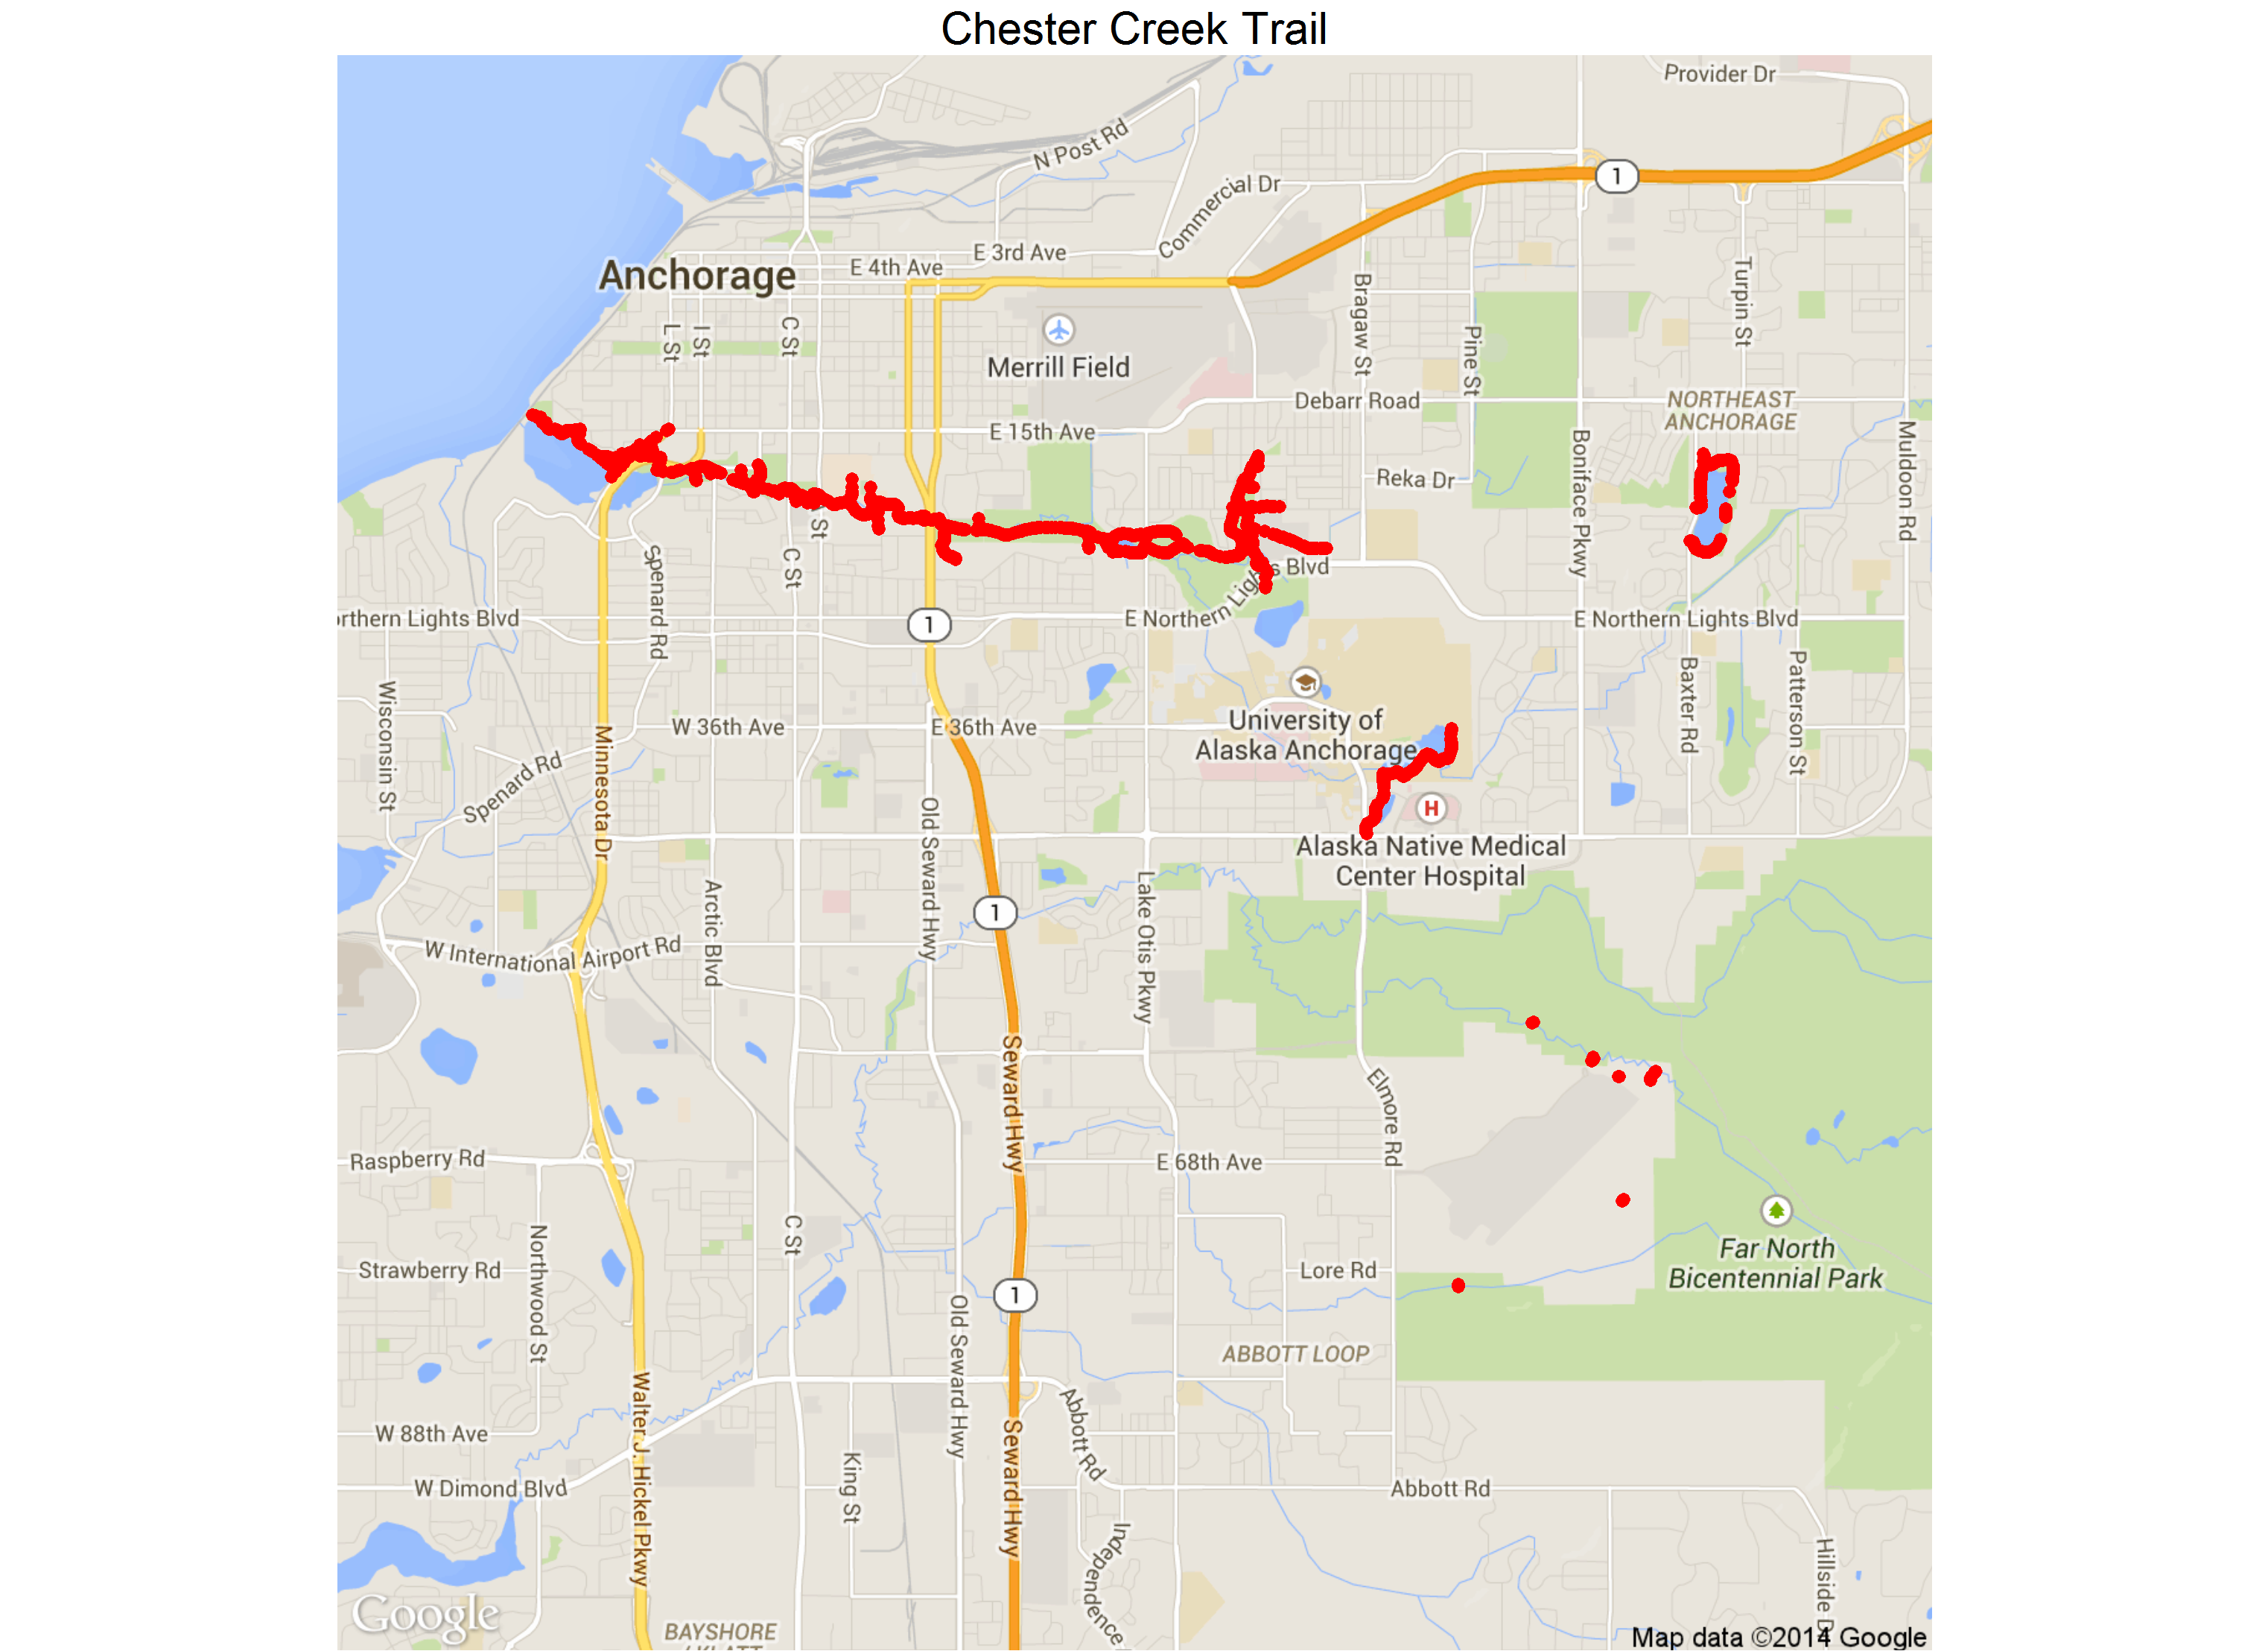 Chester Creek Trail
Provider Dr
N Post Rd
1
Commercial Dr
E 3rd Ave
E 4th Ave
Anchorage
Turpin St
Bragaw St
L St
I St
C St
Merrill Field
Pine St
Debarr Road
NORTHEAST
ANCHORAGE
E 15th Ave
Boniface Pkwy
Muldoon Rd
Reka Dr
St
C St
Spenard Rd
E Northern Lights Blvd
rthern Lights Blvd
1
E Northern Lights Blvd
Wisconsin St
Baxter Rd
Patterson St
University of
Alaska Anchorage
W 36th Ave
E 36th Ave
Minnesota Dr
Spenard Rd
H
Old Seward Hwy
Alaska Native Medical
Center Hospital
Arctic Blvd
Lake Otis Pkwy
1
W International Airport Rd
Seward Hwy
Elmore Rd
Raspberry Rd
E 68th Ave
C St
Northwood St
Far North
Bicentennial Park
Strawberry Rd
Lore Rd
1
Old Seward Hwy
ABBOTT LOOP
Walter J. Hickel Pkwy
Abbott Rd
W 88th Ave
Seward Hwy
King St
W Dimond Blvd
Abbott Rd
Independence
Hillside D
Google
BAYSHORE
Map data ©2014 Google